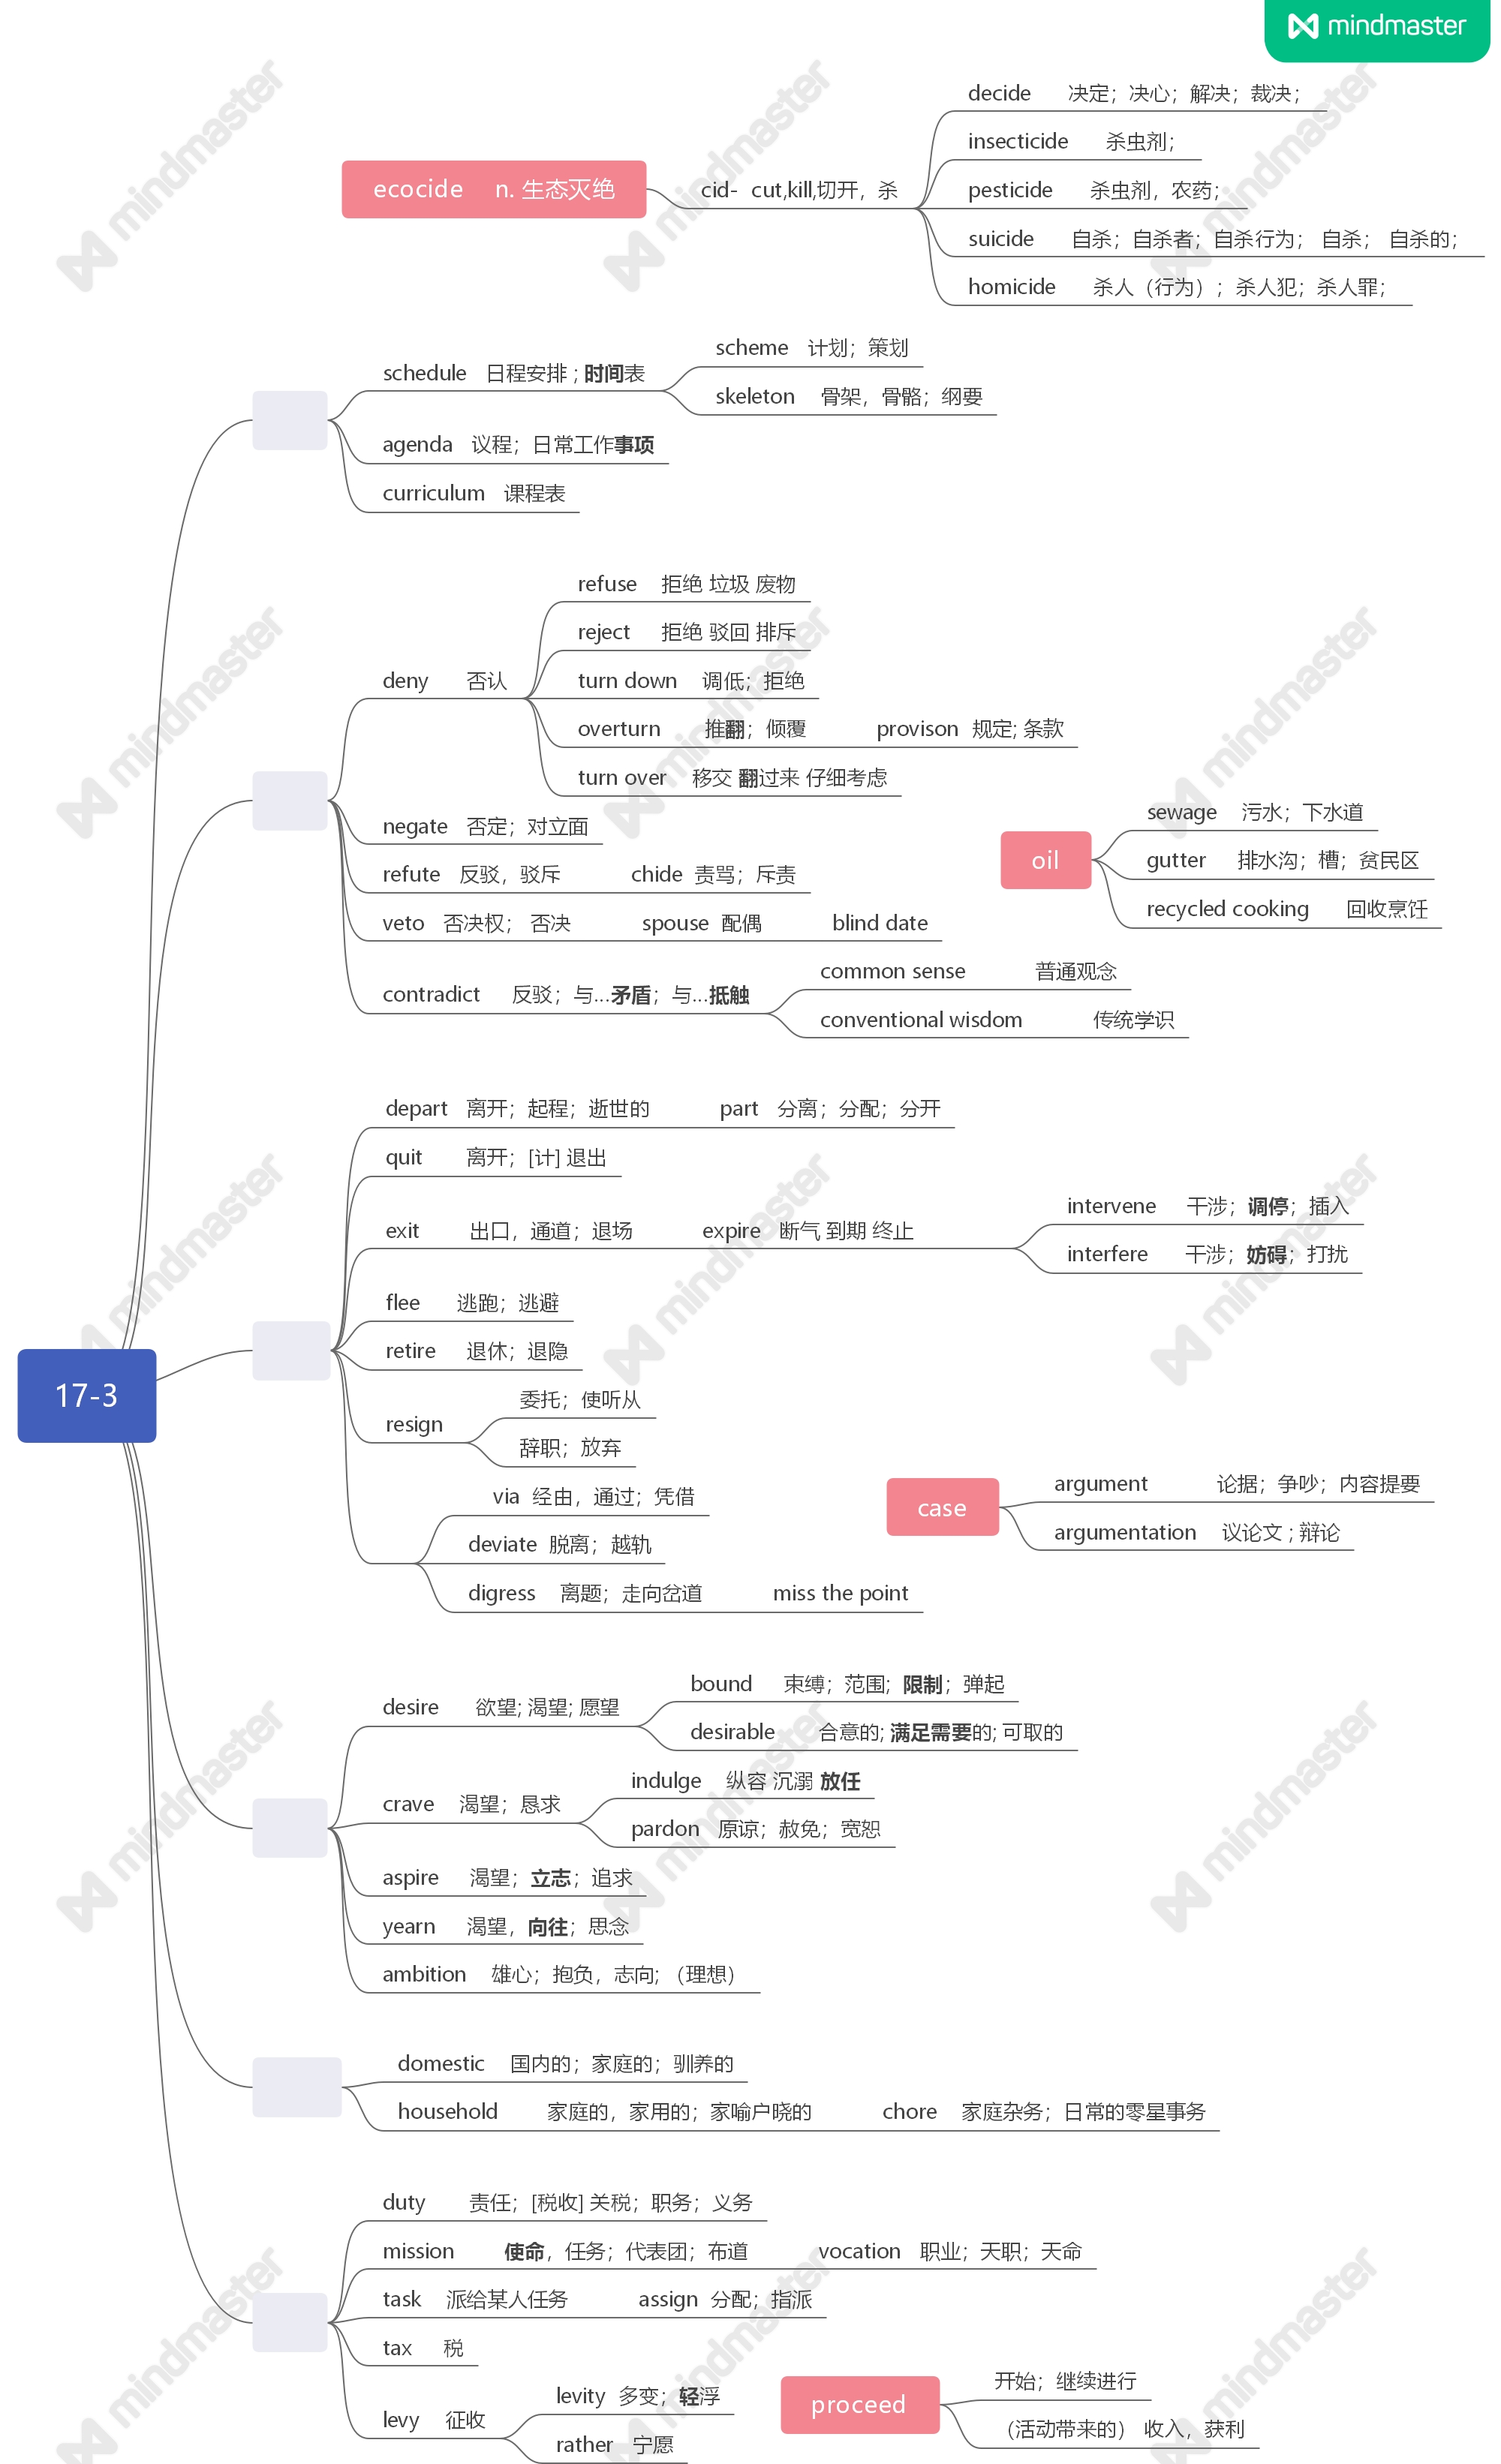 mindmaster
ecocide n. 生态灭绝
cid- cut,kill,切开，杀
decide 决定；决心；解决；裁决；
insecticide 杀虫剂；
pesticide 杀虫剂，农药；
suicide 自杀；自杀者；自杀行为； 自杀； 自杀的；
homicide 杀人（行为）；杀人犯；杀人罪；
schedule 日程安排 ; 时间表
scheme 计划；策划
skeleton 骨架，骨骼；纲要
agenda 议程；日常工作事项
curriculum 课程表
deny 否认
refuse 拒绝 垃圾 废物
reject 拒绝 驳回 排斥
turn down 调低；拒绝
overturn 推翻；倾覆 provison 规定; 条款
turn over 移交 翻过来 仔细考虑
negate 否定；对立面
refute 反驳，驳斥 chide 责骂；斥责
veto 否决权； 否决 spouse 配偶 blind date
contradict 反驳；与...矛盾；与...抵触
common sense 普通观念
conventional wisdom 传统学识
oil
sewage 污水；下水道
gutter 排水沟；槽；贫民区
recycled cooking 回收烹饪
17-3
depart 离开；起程；逝世的 part 分离；分配；分开
quit 离开；[计] 退出
exit 出口，通道；退场 expire 断气 到期 终止
intervene 干涉；调停；插入
interfere 干涉；妨碍；打扰
flee 逃跑；逃避
retire 退休；退隐
resign
委托；使听从
辞职；放弃
via 经由，通过；凭借
deviate 脱离；越轨
digress 离题；走向岔道 miss the point
case
argument 论据；争吵；内容提要
argumentation 议论文 ; 辩论
desire 欲望; 渴望; 愿望
bound 束缚；范围; 限制；弹起
desirable 合意的; 满足需要的; 可取的
crave 渴望；恳求
indulge 纵容 沉溺 放任
pardon 原谅；赦免；宽恕
aspire 渴望；立志；追求
yearn 渴望，向往；思念
ambition 雄心；抱负，志向;（理想）
domestic 国内的；家庭的；驯养的
household 家庭的，家用的；家喻户晓的 chore 家庭杂务；日常的零星事务
duty 责任；[税收] 关税；职务；义务
mission 使命，任务；代表团；布道 vocation 职业；天职；天命
task 派给某人任务 assign 分配；指派
tax 税
levy 征收
levity 多变；轻浮
rather 宁愿
proceed
开始；继续进行
（活动带来的） 收入，获利